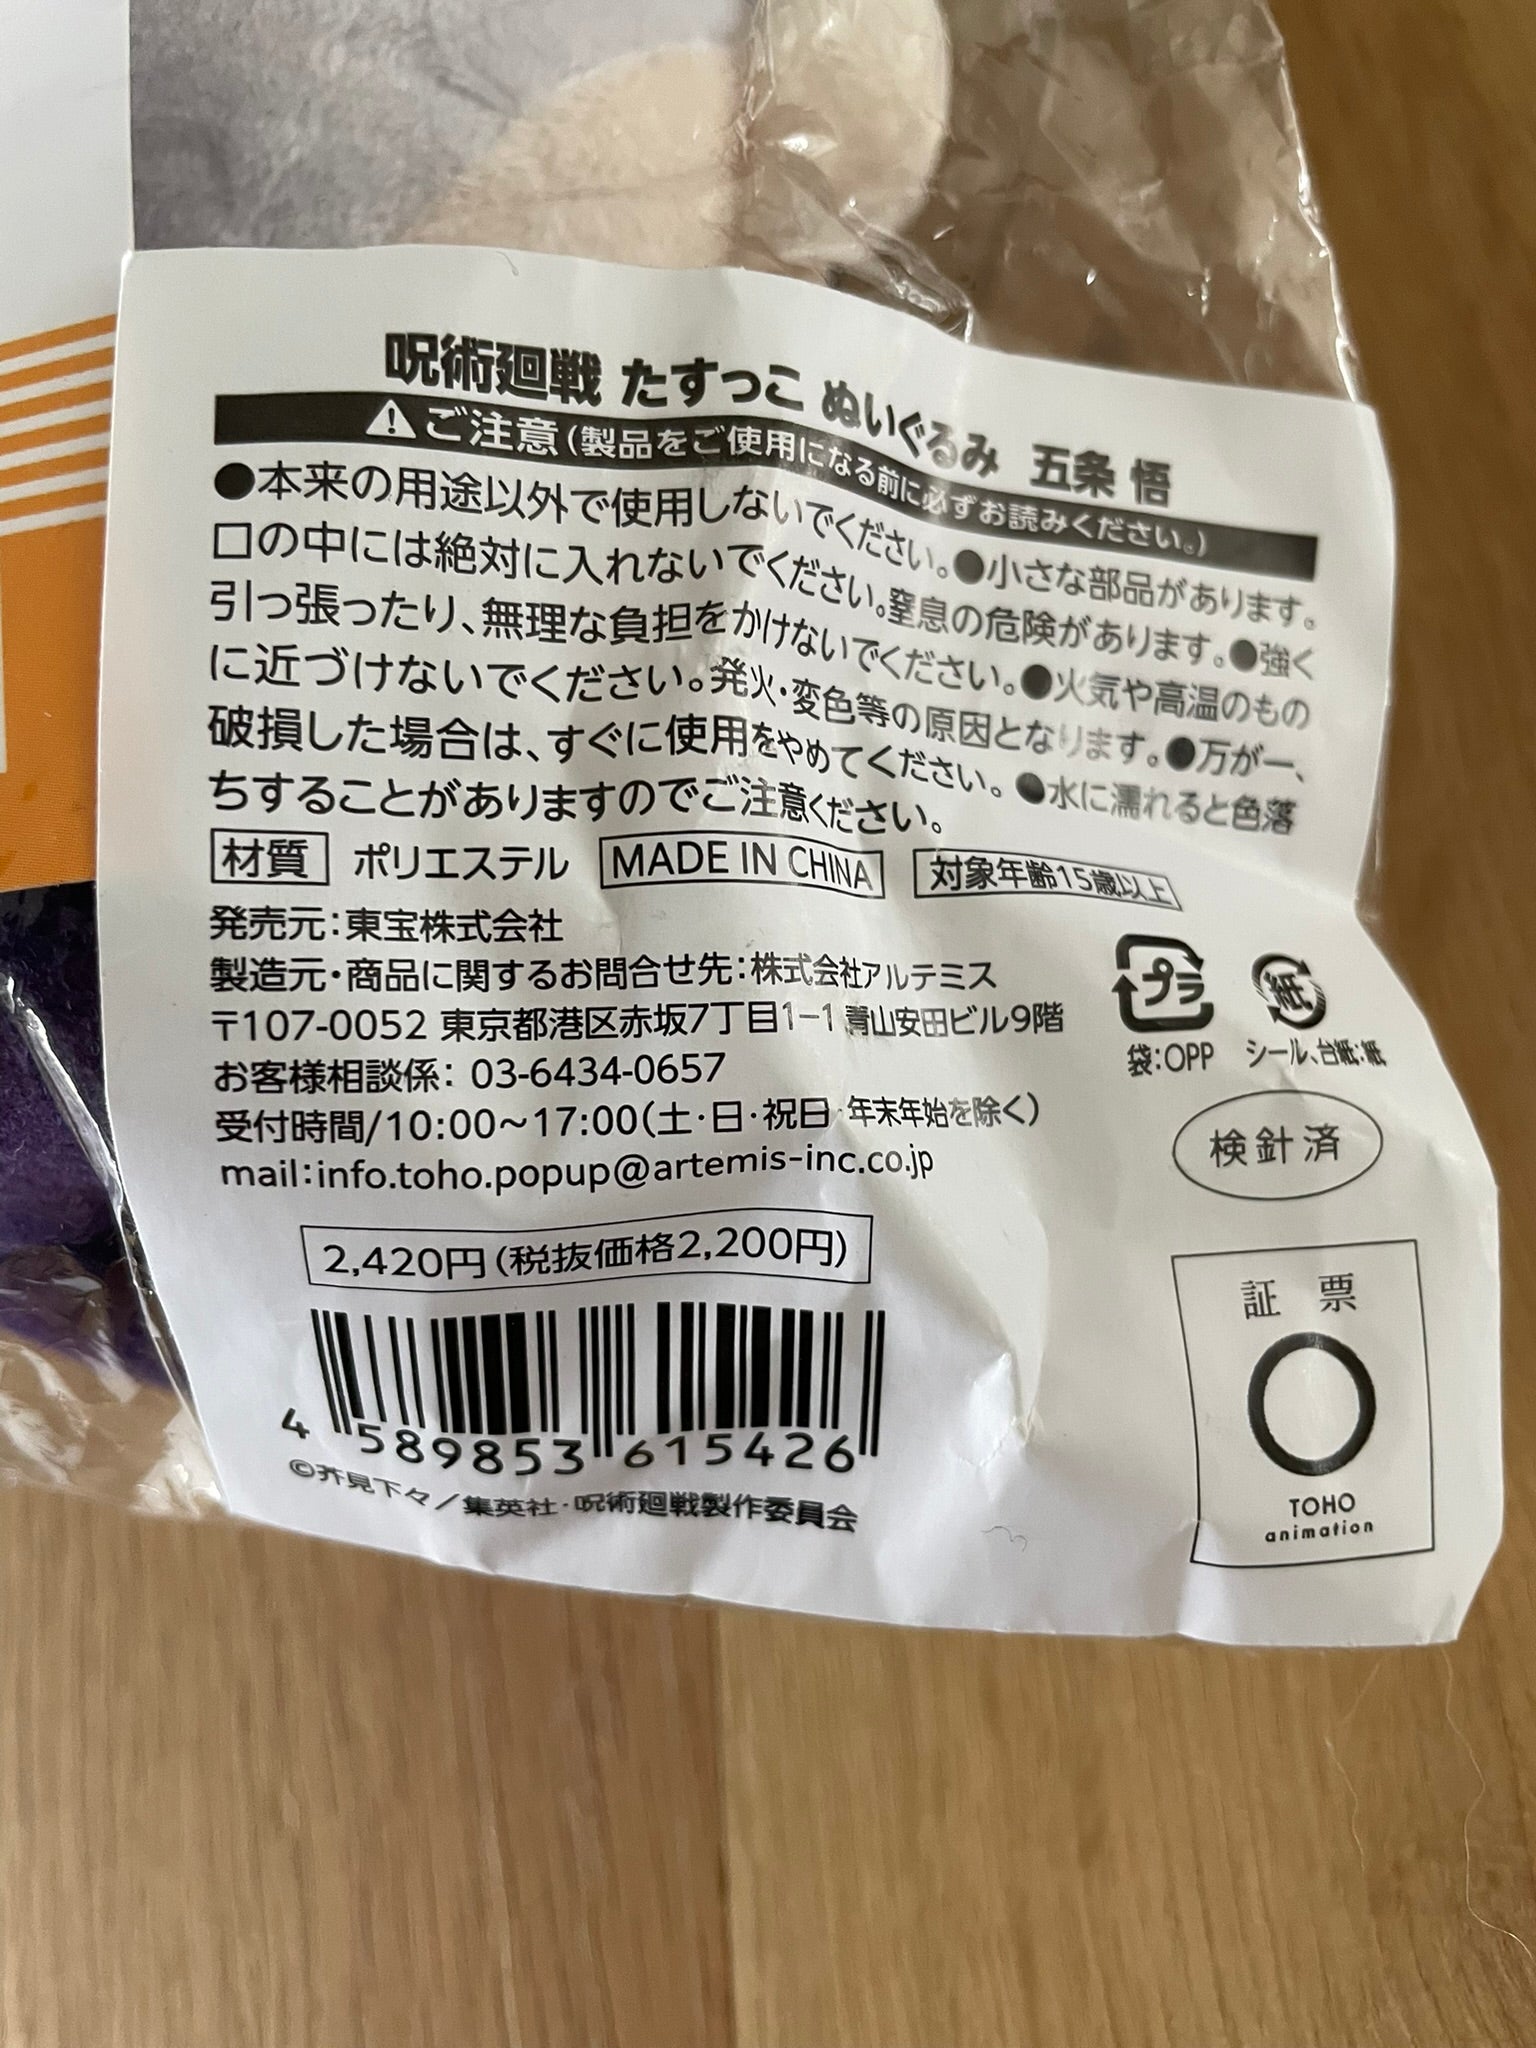 呪術廻戦 たすっこ ぬいぐるみ 五条 悟
ご注意(製品をご使用になる前に必ずお読みください。)
●本来の用途以外で使用しないでください。●小さな部品があります。
口の中には絶対に入れないでください。窒息の危険があります。●強く
引っ張ったり、無理な負担をかけないでください。●火気や高温のもの
に近づけないでください。発火・変色等の原因となります。●万が一、
破損した場合は、すぐに使用をやめてください。●水に濡れると色落
ちすることがありますのでご注意ください。
材質 ポリエステル MADE IN CHINA 対象年齢15歳以上
発売元:東宝株式会社
製造元・商品に関するお問合せ先:株式会社アルテミス
〒107-0052 東京都港区赤坂7丁目1-1 青山安田ビル9階
お客様相談係: 03-6434-0657
受付時間/10:00~17:00(土・日・祝日・年末年始を除く)
mail:info.toho.popup@artemis-inc.co.jp
プラ
袋:OPP
紙
シール、台紙:紙
検針済
2,420円(税抜価格2,200円)
4 589853 615426
©芥見下々/集英社・呪術廻戦製作委員会
証 票
TOHO
animation